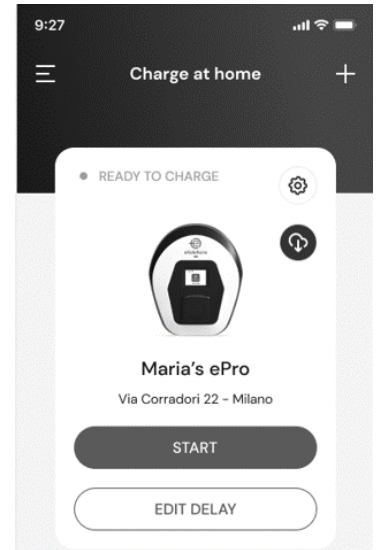 9:27
Charge at home
READY TO CHARGE
Maria's ePro
Via Corradori 22 - Milano
START
EDIT DELAY